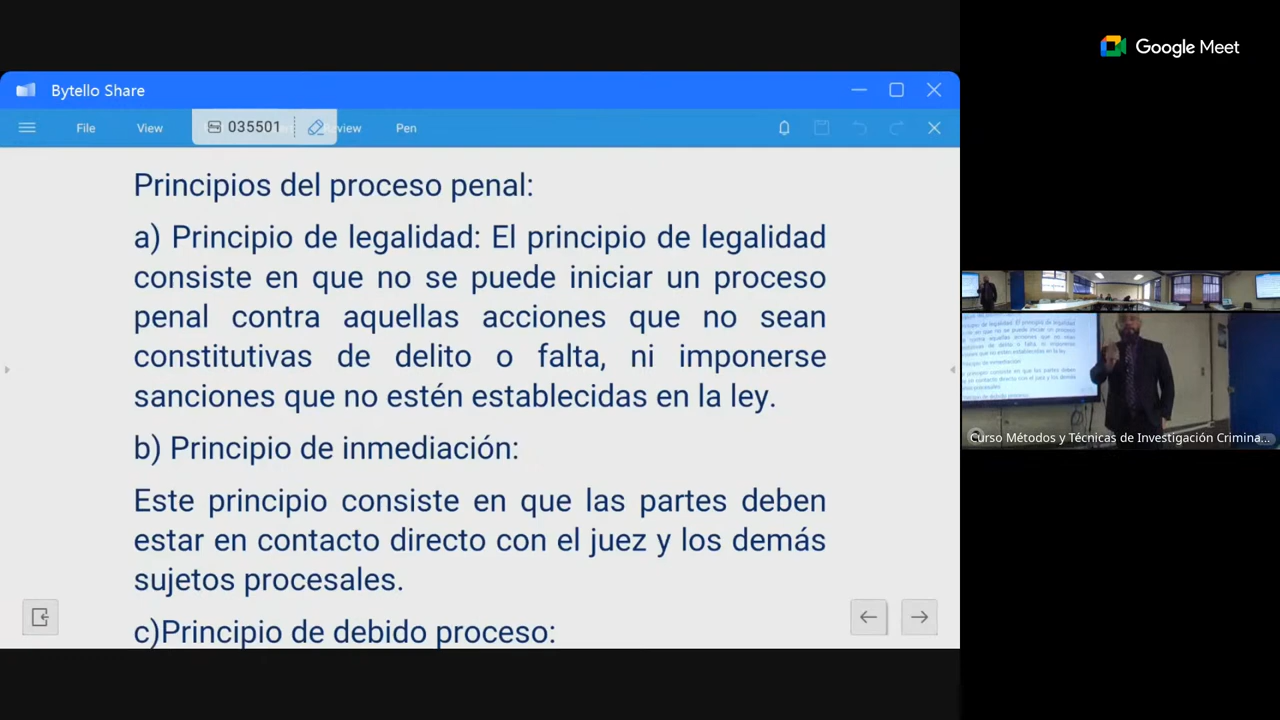 Google Meet
Bytello Share
File
View
035501
Review
Pen
Principios del proceso penal:
a) Principio de legalidad: El principio de legalidad
consiste en que no se puede iniciar un proceso
penal contra aquellas acciones que no sean
constitutivas de delito o falta, ni imponerse
sanciones que no estén establecidas en la ley.
b) Principio de inmediación:
Este principio consiste en que las partes deben
estar en contacto directo con el juez y los demás
sujetos procesales.
c)Principio de debido proceso:
Curso Métodos y Técnicas de Investigación Crimina...